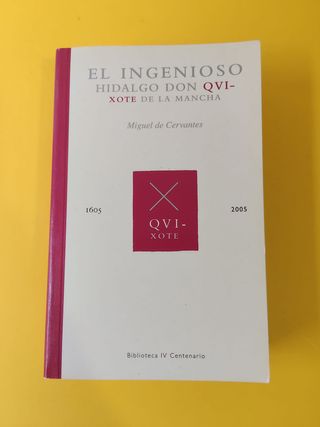 EL INGENIOSO
HIDALGO DON QVI-
XOTE DE LA MANCHA
Miguel de Cervantes
1605
2005
QVI-
XOTE
Biblioteca IV Centenario